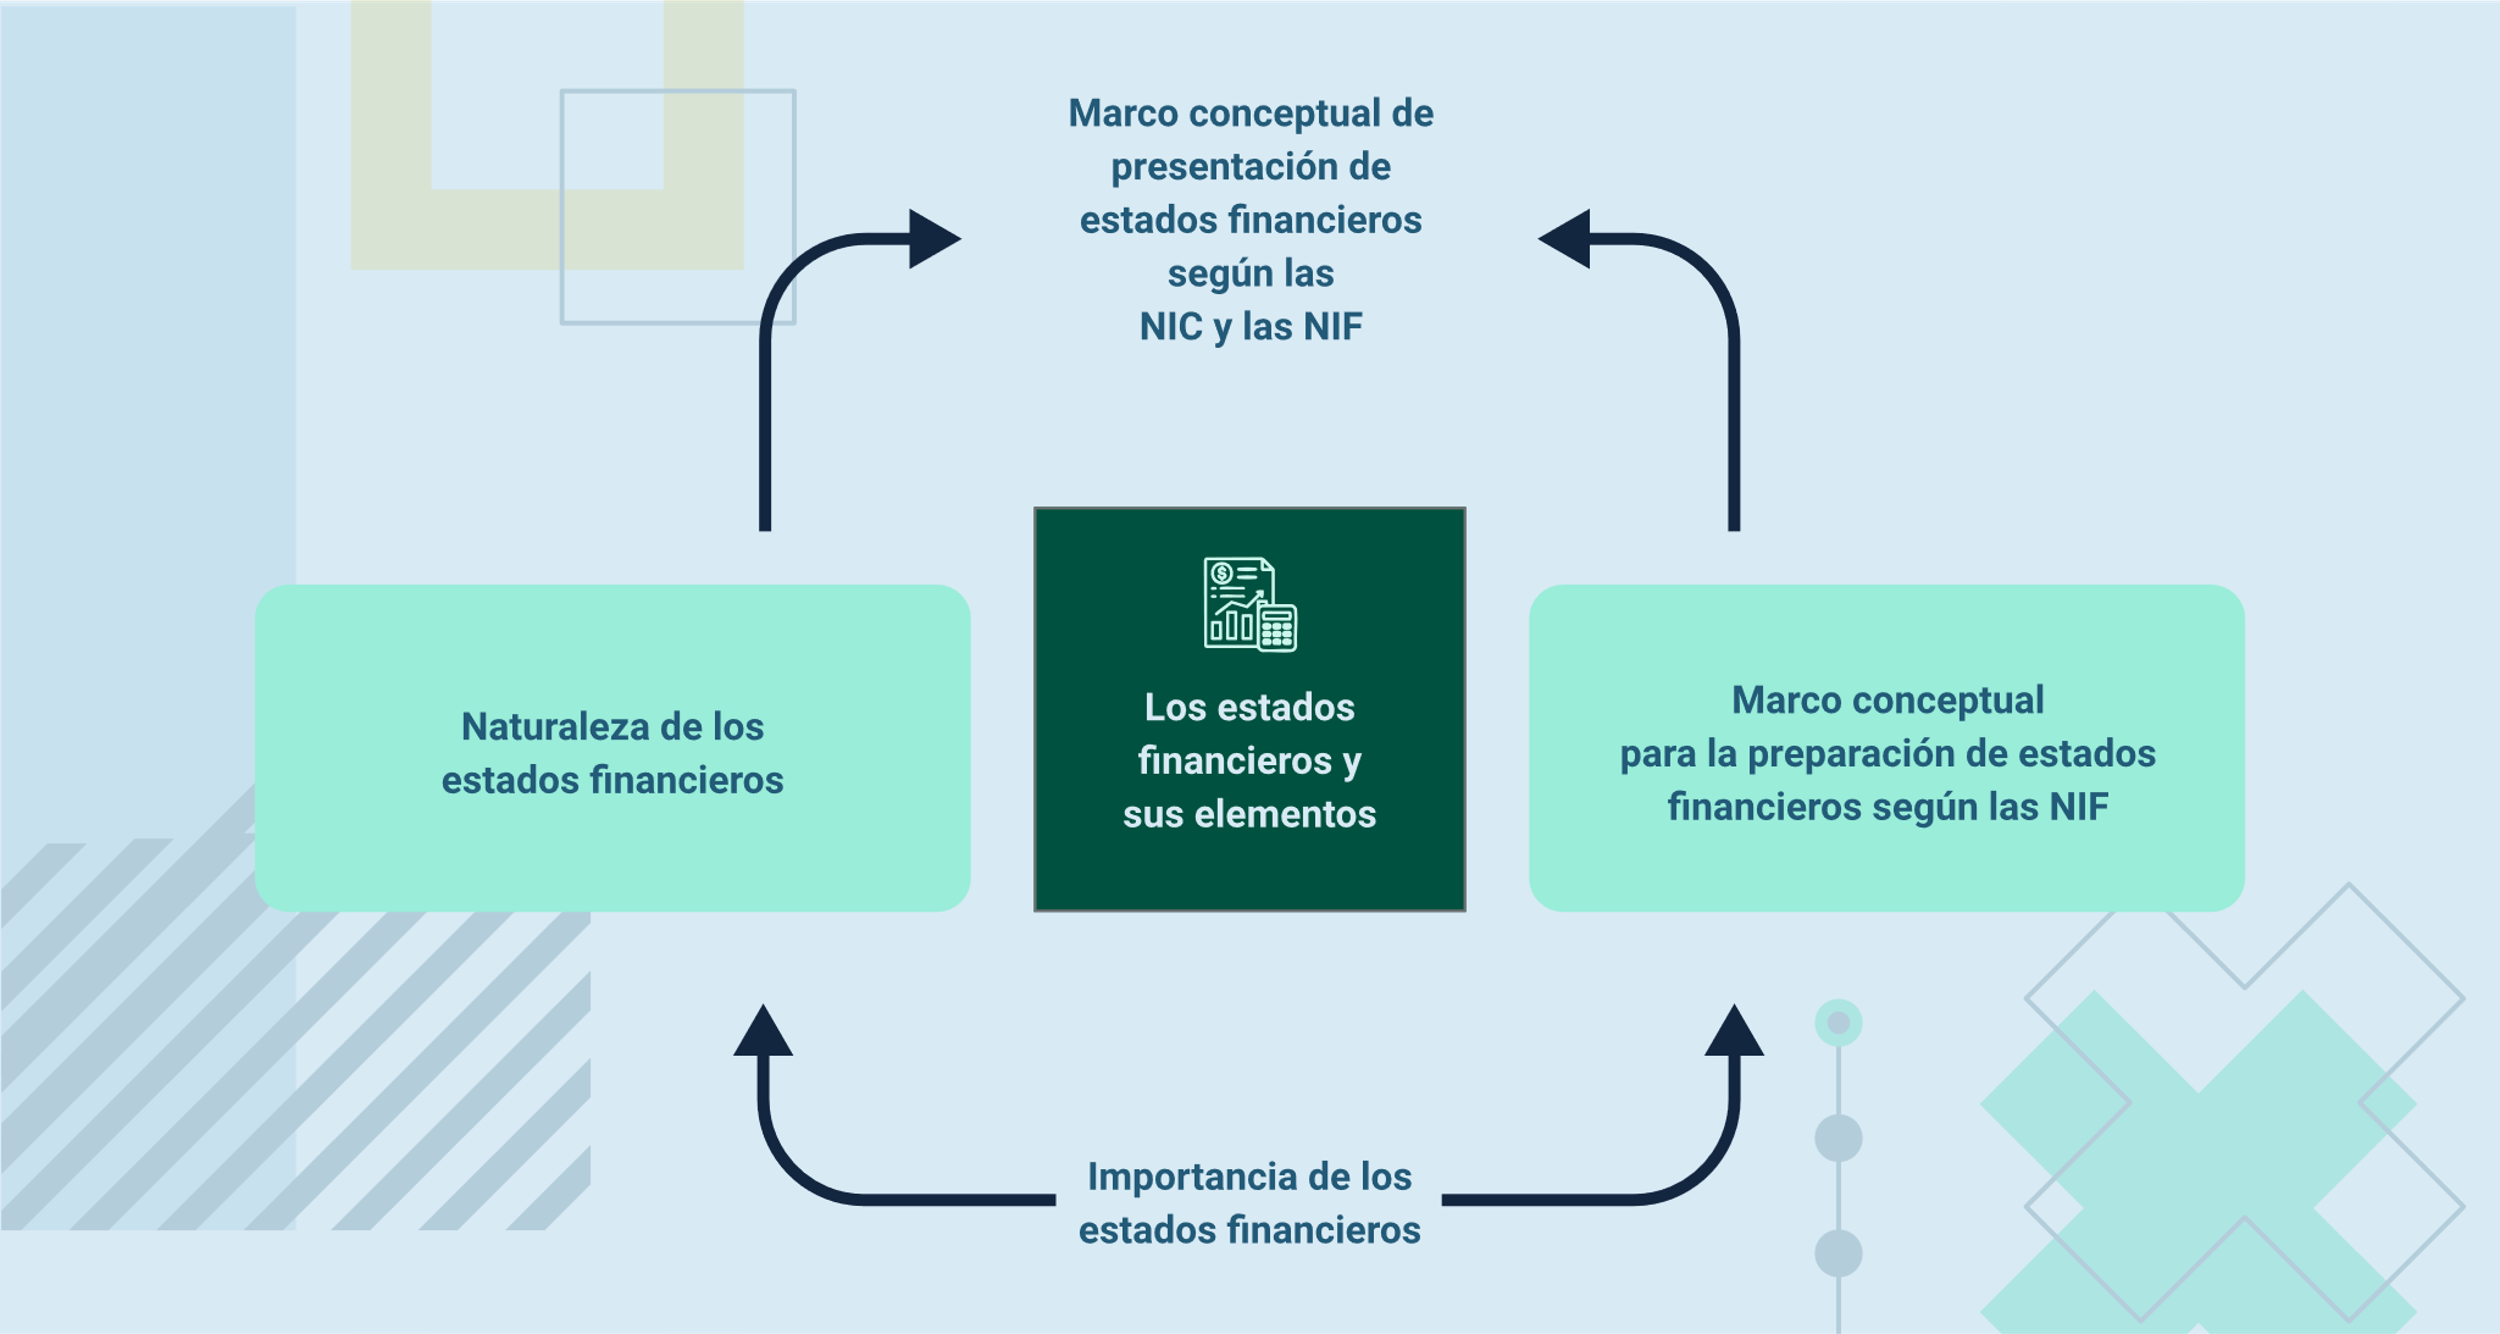 Marco conceptual de
presentación de
estados financieros
según las
NIC y las NIF
Naturaleza de los
estados financieros
Los estados
financieros y
sus elementos
Marco conceptual
para la preparación de estados
financieros según las NIF
Importancia de los
estados financieros